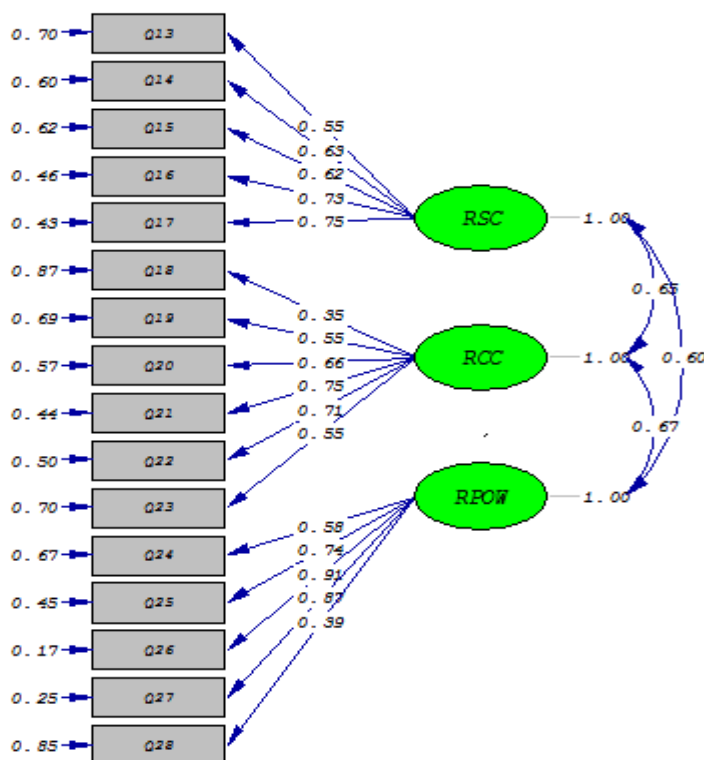 0.70 Q13
0.60 Q14
0.62 Q15
0.46 Q16
0.43 Q17
0.87 Q18
0.69 Q19
0.57 Q20
0.44 Q21
0.50 Q22
0.70 Q23
0.67 Q24
0.45 Q25
0.17 Q26
0.25 Q27
0.85 Q28
0.55
0.63
0.62
0.73
0.75
0.35
0.55
0.66
0.75
0.71
0.55
0.58
0.74
0.91
0.87
0.39
RSC 1.00
RCC 1.00
RPOW 1.00
0.65
0.60
0.67